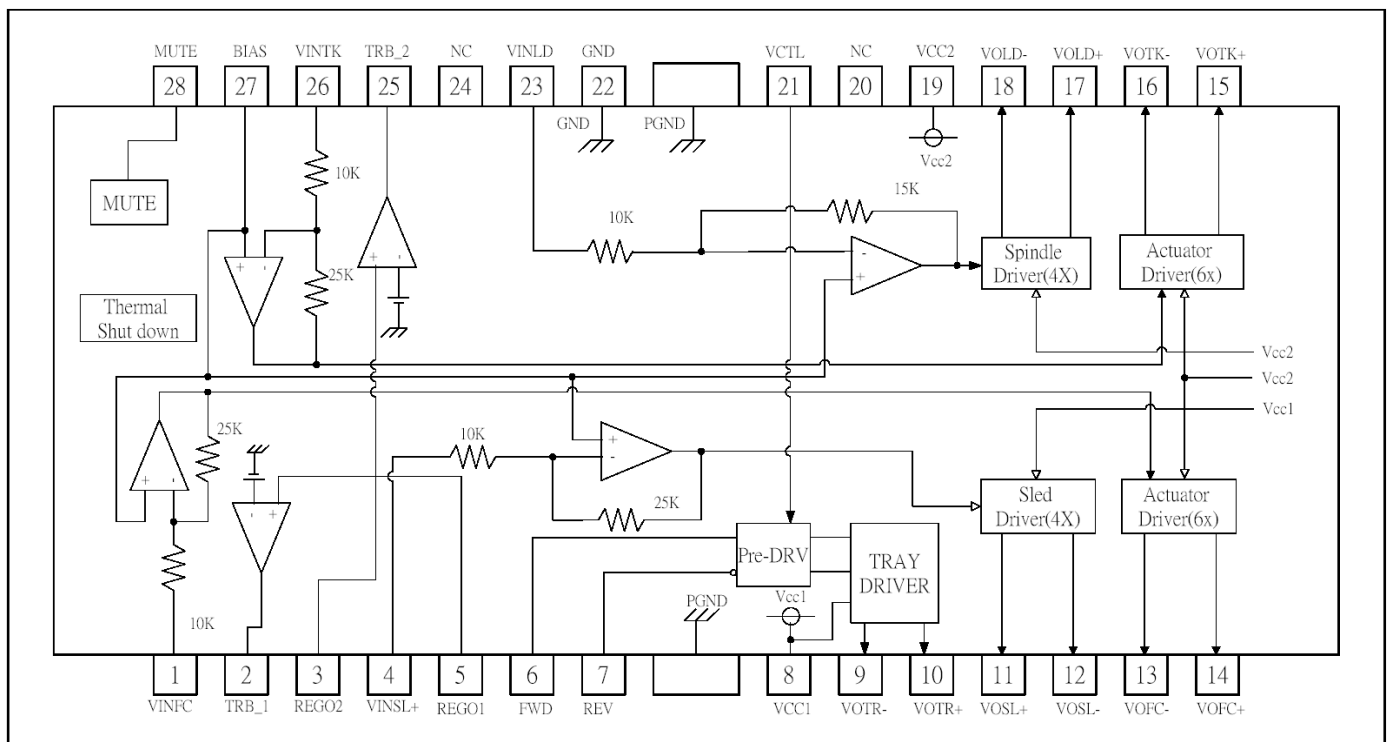 MUTE BIAS VINTK TRB_2 NC VINLD GND VCTL NC VCC2 VOLD- VOLD+ VOTK- VOTK+
28 27 26 25 24 23 22 21 20 19 18 17 16 15
GND PGND
Vcc2
MUTE
10K
15K
10K
+ -
25K
+
-
+
Spindle
Driver(4X)
Actuator
Driver(6x)
Thermal
Shut down
Vcc2
Vcc2
Vcc1
25K
10K
+
-
+ -
- +
25K
Sled
Driver(4X)
Actuator
Driver(6x)
Pre-DRV
TRAY
DRIVER
Vcc1
PGND
10K
1 2 3 4 5 6 7 8 9 10 11 12 13 14
VINFC TRB_1 REGO2 VINSL+ REGO1 FWD REV VCC1 VOTR- VOTR+ VOSL+ VOSL- VOFC- VOFC+